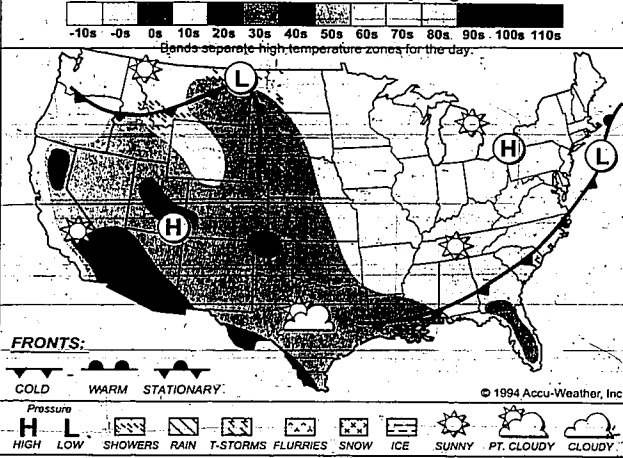 -10s -0s 0s 10s 20s 30s 40s 50s 60s 70s 80s 90s 100s 110s
Bands separate high temperature zones for the day.
L
H
L
H
FRONTS:
COLD WARM STATIONARY
© 1994 Accu-Weather, Inc
Pressure
H L
HIGH LOW SHOWERS RAIN T-STORMS FLURRIES SNOW ICE SUNNY PT. CLOUDY CLOUDY